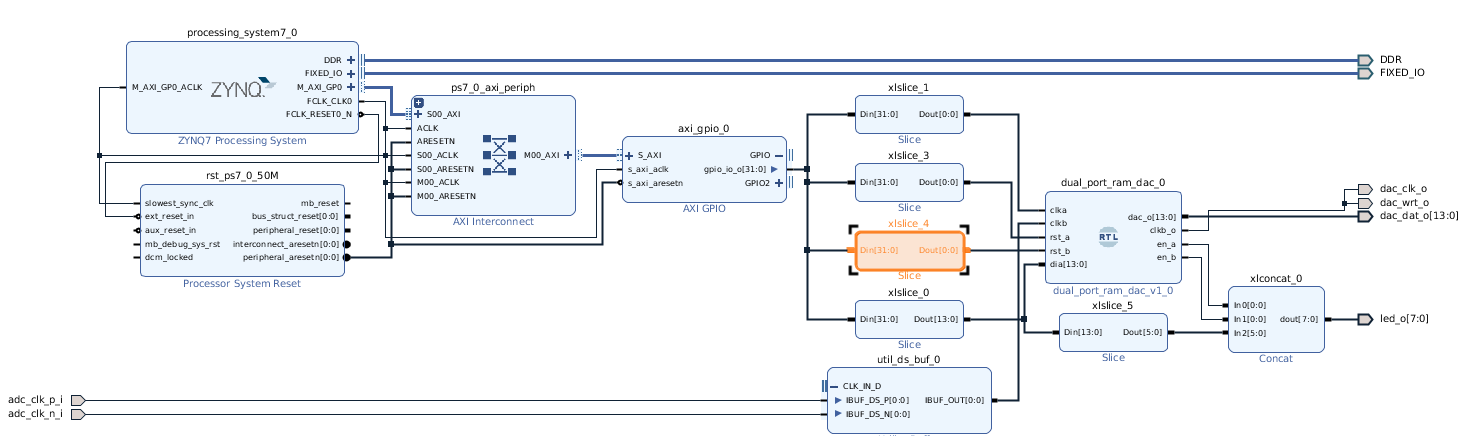 processing_system7_0
DDR
FIXED_IO
M_AXI_GP0_ACLK
ZYNQ
M_AXI_GP0
FCLK_CLK0
FCLK_RESET0_N
ZYNQ7 Processing System
DDR
FIXED_IO
rst_ps7_0_50M
slowest_sync_clk
mb_reset
ext_reset_in
bus_struct_reset[0:0]
aux_reset_in
peripheral_reset[0:0]
mb_debug_sys_rst
interconnect_aresetn[0:0]
dcm_locked
peripheral_aresetn[0:0]
Processor System Reset
ps7_0_axi_periph
S00_AXI
ACLK
ARESETN
S00_ACLK
M00_AXI
S00_ARESETN
M00_ACLK
M00_ARESETN
AXI Interconnect
axi_gpio_0
S_AXI
GPIO
s_axi_aclk
gpio_io_o[31:0]
s_axi_aresetn
GPIO2
AXI GPIO
xlslice_1
Din[31:0]
Dout[0:0]
Slice
xlslice_3
Din[31:0]
Dout[0:0]
Slice
xlslice_4
Din[31:0]
Dout[0:0]
Slice
xlslice_0
Din[31:0]
Dout[13:0]
Slice
util_ds_buf_0
CLK_IN_D
IBUF_DS_P[0:0]
IBUF_OUT[0:0]
IBUF_DS_N[0:0]
adc_clk_p_i
adc_clk_n_i
dual_port_ram_dac_0
clka
dac_o[13:0]
clkb
clkb_o
rst_a
RTL
en_a
rst_b
en_b
dia[13:0]
dual_port_ram_dac_v1_0
xlslice_5
Din[13:0]
Dout[5:0]
Slice
xlconcat_0
In0[0:0]
In1[0:0]
dout[7:0]
In2[5:0]
Concat
dac_clk_o
dac_wrt_o
dac_dat_o[13:0]
led_o[7:0]